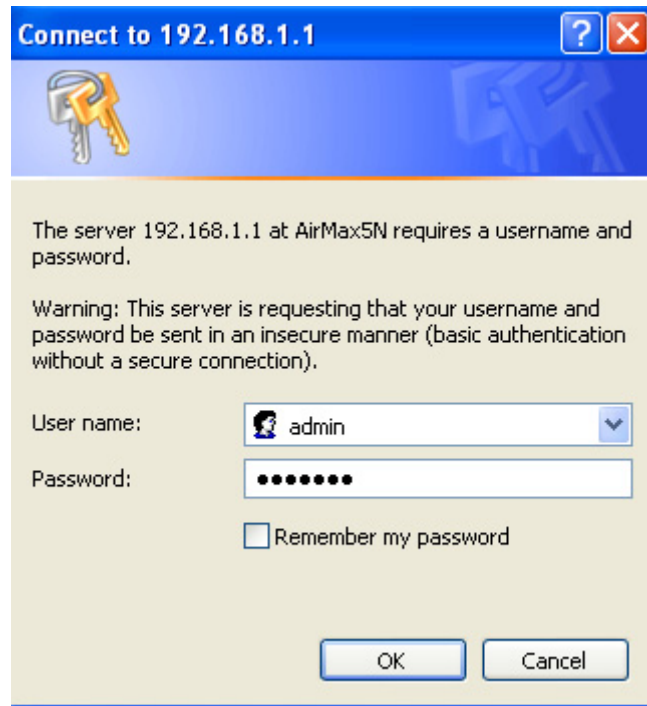 Connect to 192.168.1.1
The server 192.168.1.1 at AirMax5N requires a username and
password.
Warning: This server is requesting that your username and
password be sent in an insecure manner (basic authentication
without a secure connection).
User name:
admin
Password:
•••••••
Remember my password
OK
Cancel